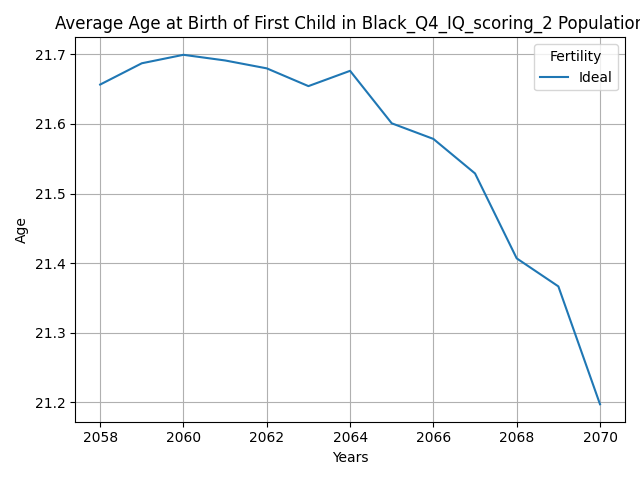 Average Age at Birth of First Child in Black_Q4_IQ_scoring_2 Population
Fertility
Ideal
21.7
21.6
21.5
21.4
21.3
21.2
Age
2058 2060 2062 2064 2066 2068 2070
Years